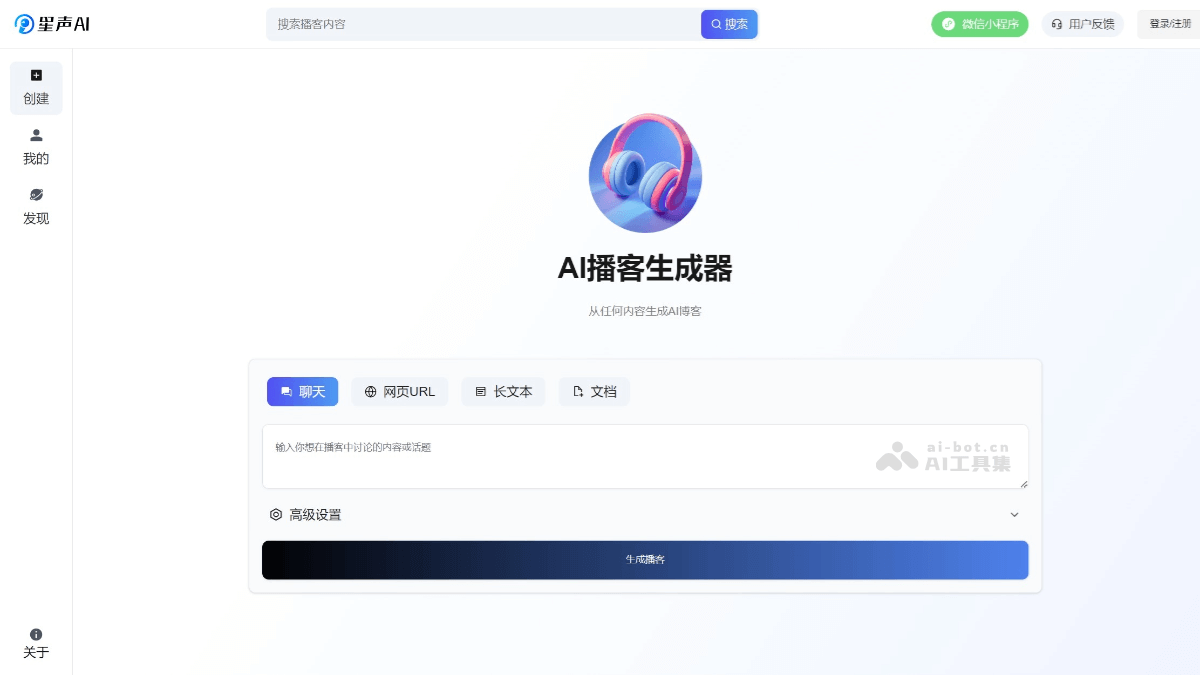 星声AI
搜索播客内容
搜索
微信小程序
用户反馈
登录/注册
创建
我的
发现
AI播客生成器
从任何内容生成AI博客
聊天
网页URL
长文本
文档
输入你想在播客中讨论的内容或话题
ai-bot.cn
AI工具集
高级设置
生成播客
关于